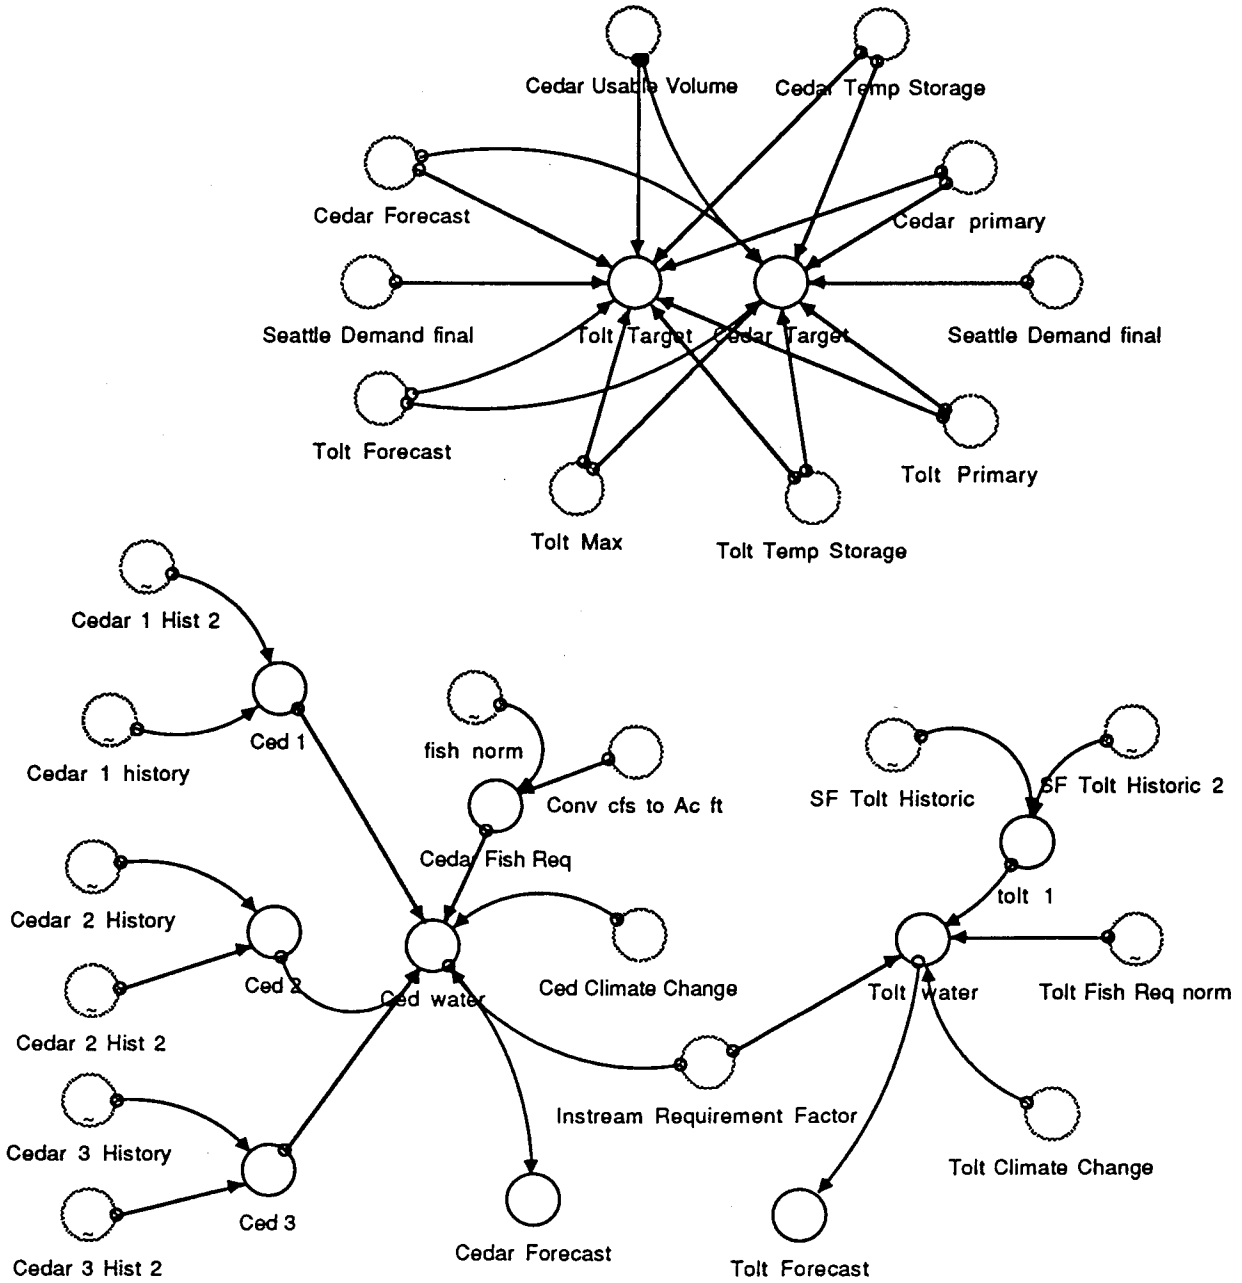 Cedar Usable Volume
Cedar Temp Storage
Cedar Forecast
Cedar primary
Seattle Demand final
Tolt Target
Cedar Target
Seattle Demand final
Tolt Forecast
Tolt Primary
Tolt Max
Tolt Temp Storage
~
Cedar 1 Hist 2
~
Cedar 1 history
Ced 1
~
fish norm
Conv cfs to Ac ft
~
SF Tolt Historic
~
SF Tolt Historic 2
Cedar Fish Req
tolt 1
~
Cedar 2 History
~
Cedar 2 Hist 2
Ced 2
Ced water
Ced Climate Change
Tolt water
~
Tolt Fish Req norm
~
Cedar 3 History
~
Cedar 3 Hist 2
Ced 3
Instream Requirement Factor
Tolt Climate Change
Cedar Forecast
Tolt Forecast